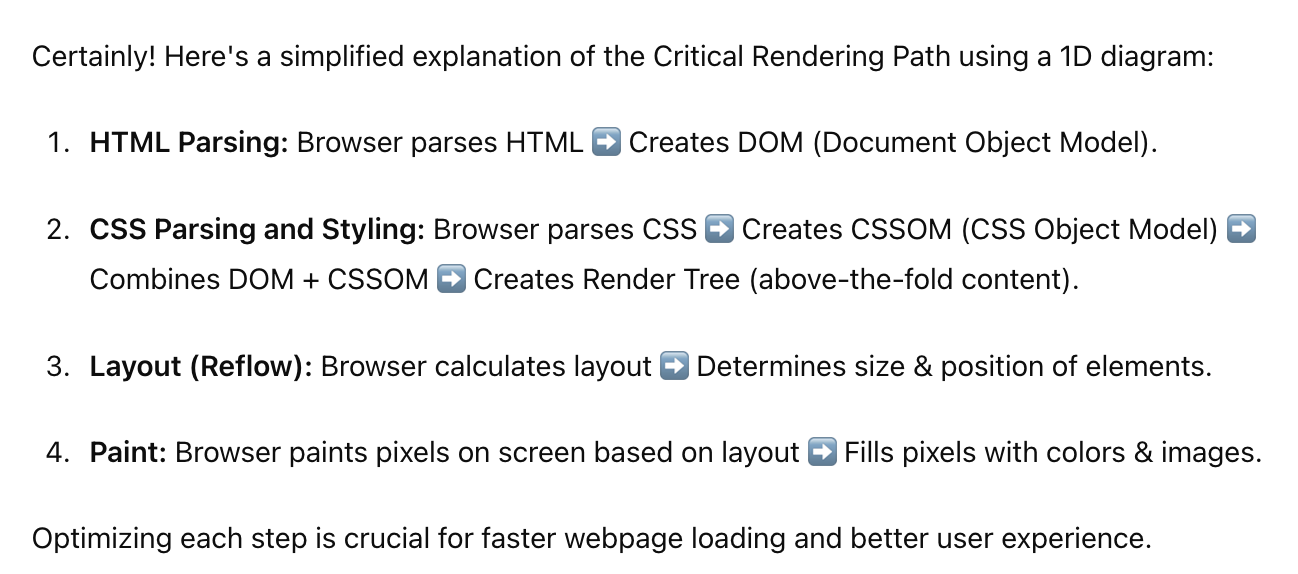 Certainly! Here's a simplified explanation of the Critical Rendering Path using a 1D diagram:
1. HTML Parsing: Browser parses HTML ➡️ Creates DOM (Document Object Model).
2. CSS Parsing and Styling: Browser parses CSS ➡️ Creates CSSOM (CSS Object Model) ➡️
Combines DOM + CSSOM ➡️ Creates Render Tree (above-the-fold content).
3. Layout (Reflow): Browser calculates layout ➡️ Determines size & position of elements.
4. Paint: Browser paints pixels on screen based on layout ➡️ Fills pixels with colors & images.
Optimizing each step is crucial for faster webpage loading and better user experience.